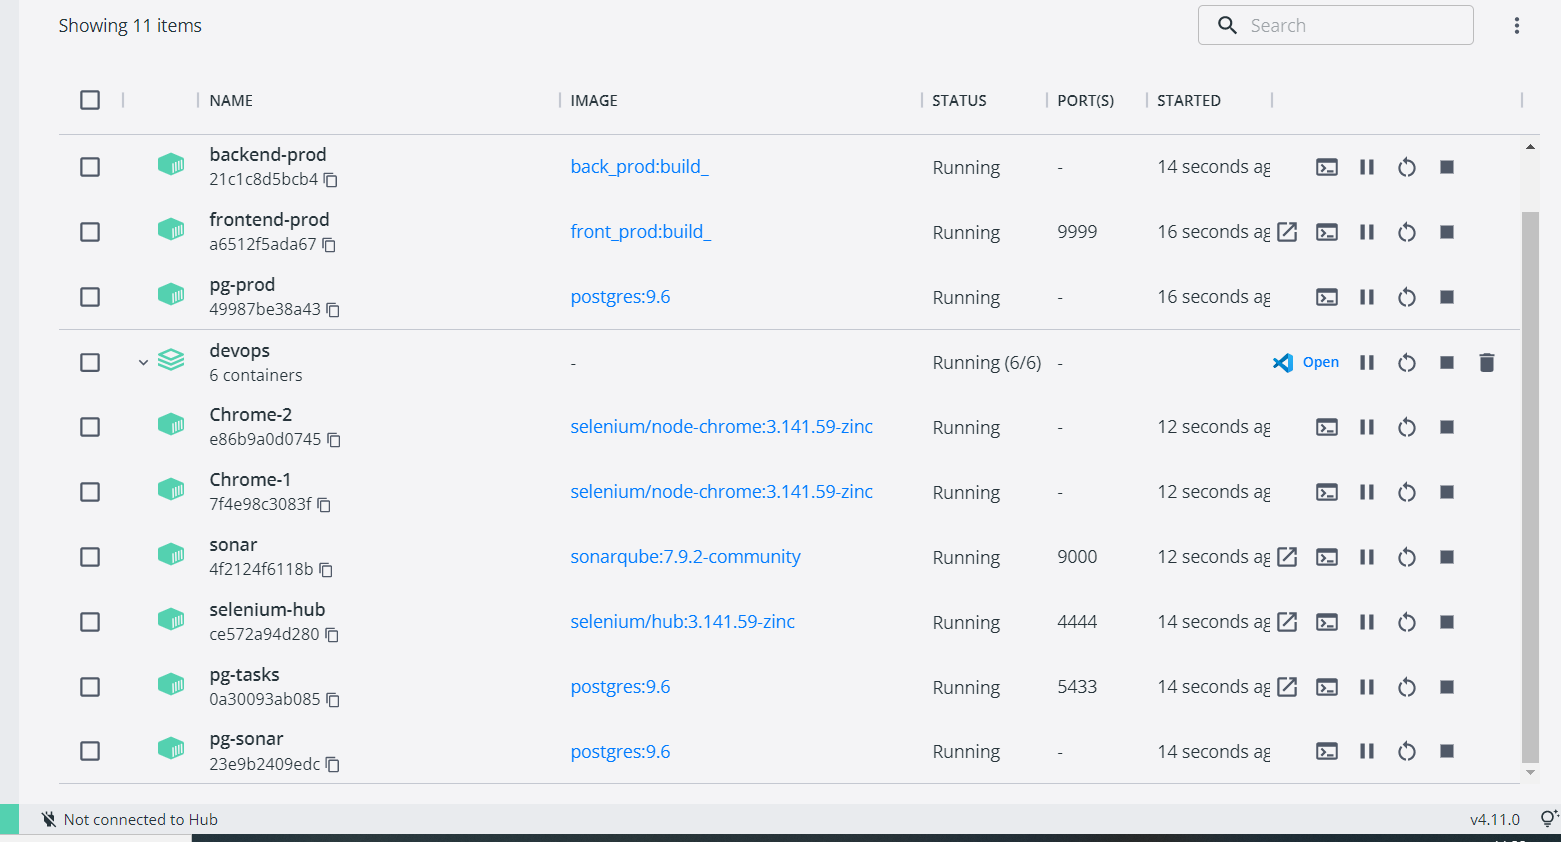 Showing 11 items
Search
NAME IMAGE STATUS PORT(S) STARTED
backend-prod
21c1c8d5bcb4
back_prod:build_ Running - 14 seconds ag
frontend-prod
a6512f5ada67
front_prod:build_ Running 9999 16 seconds ag
pg-prod
49987be38a43
postgres:9.6 Running - 16 seconds ag
devops
6 containers
- Running (6/6) - Open
Chrome-2
e86b9a0d0745
selenium/node-chrome:3.141.59-zinc Running - 12 seconds ag
Chrome-1
7f4e98c3083f
selenium/node-chrome:3.141.59-zinc Running - 12 seconds ag
sonar
4f2124f6118b
sonarqube:7.9.2-community Running 9000 12 seconds ag
selenium-hub
ce572a94d280
selenium/hub:3.141.59-zinc Running 4444 14 seconds ag
pg-tasks
0a30093ab085
postgres:9.6 Running 5433 14 seconds ag
pg-sonar
23e9b2409edc
postgres:9.6 Running - 14 seconds ag
Not connected to Hub
v4.11.0